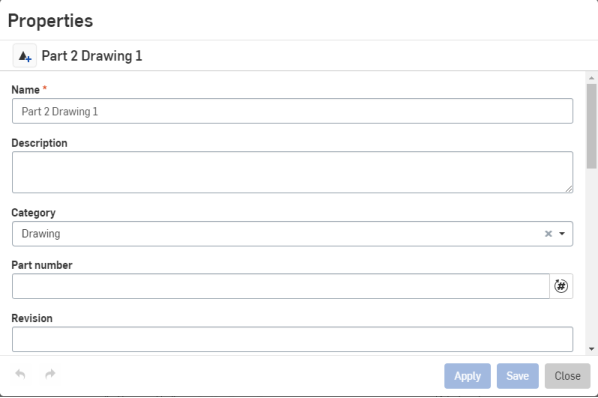 Properties
Part 2 Drawing 1
Name *
Part 2 Drawing 1
Description
Category
Drawing
Part number
Revision
Apply Save Close